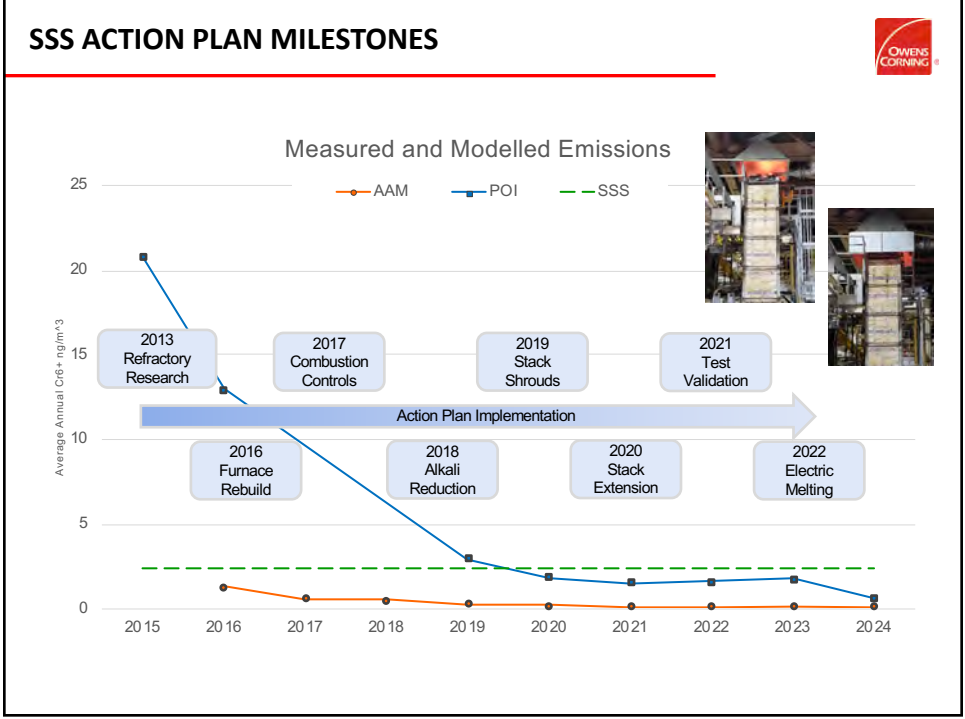 SSS ACTION PLAN MILESTONES
OWENS
CORNING
®
Measured and Modelled Emissions
AAM
POI
SSS
Average Annual Cr6+ ng/m^3
25
20
15
10
5
0
2013
Refractory
Research
2017
Combustion
Controls
2019
Stack
Shrouds
2021
Test
Validation
Action Plan Implementation
2016
Furnace
Rebuild
2018
Alkali
Reduction
2020
Stack
Extension
2022
Electric
Melting
2015 2016 2017 2018 2019 2020 2021 2022 2023 2024